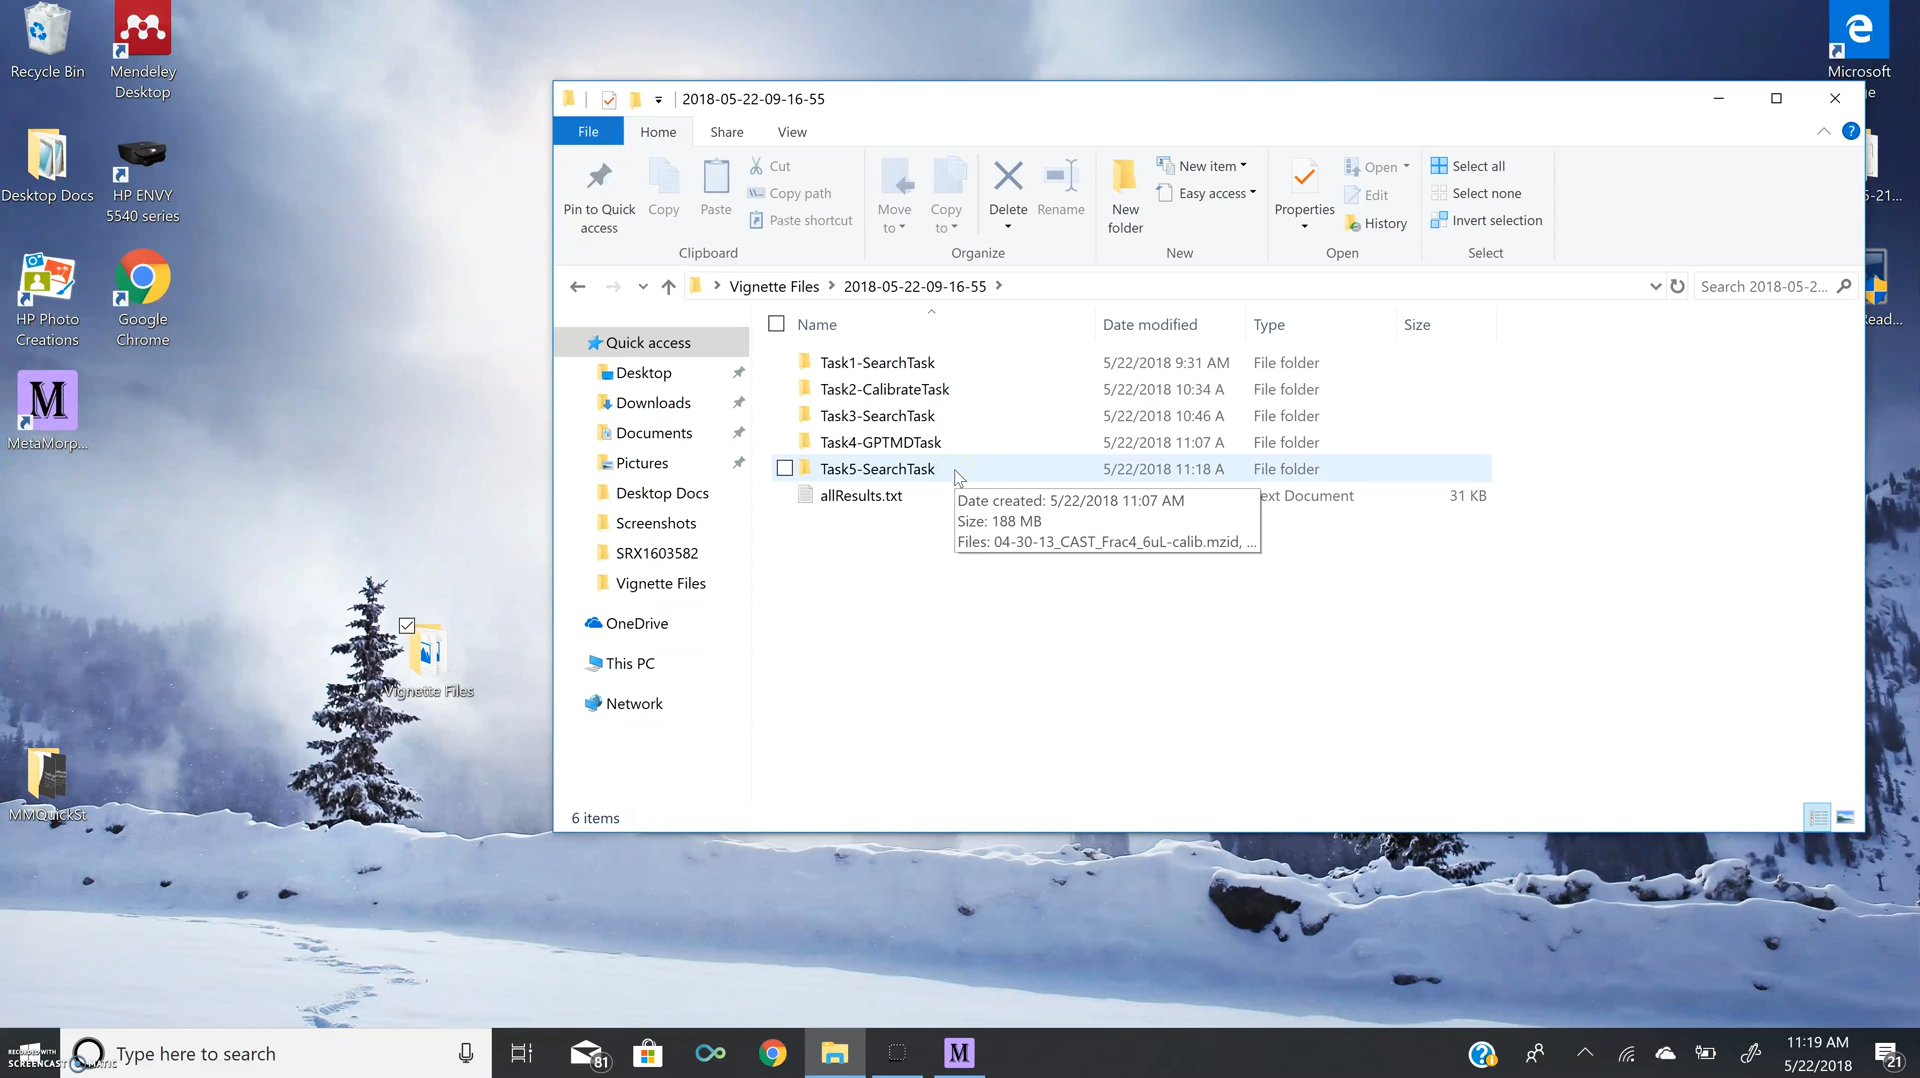 Recycle Bin
Mendeley
Desktop
Desktop Docs
HP ENVY
5540 series
HP Photo
Creations
Google
Chrome
MetaMorp...
MMQuickSt
Vignette Files
Microsoft
2018-05-22-09-16-55
File
Home
Share
View
Pin to Quick
access
Copy
Paste
Cut
Copy path
Paste shortcut
Clipboard
Move
to
Copy
to
Delete
Rename
Organize
New
folder
New item
Easy access
New
Properties
Open
Edit
History
Open
Select all
Select none
Invert selection
Select
Vignette Files
2018-05-22-09-16-55
Search 2018-05-2...
Quick access
Desktop
Downloads
Documents
Pictures
Desktop Docs
Screenshots
SRX1603582
Vignette Files
OneDrive
This PC
Network
Name Date modified Type Size
Task1-SearchTask 5/22/2018 9:31 AM File folder
Task2-CalibrateTask 5/22/2018 10:34 A File folder
Task3-SearchTask 5/22/2018 10:46 A File folder
Task4-GPTMDTask 5/22/2018 11:07 A File folder
Task5-SearchTask 5/22/2018 11:18 A File folder
allResults.txt ext Document 31 KB
Date created: 5/22/2018 11:07 AM
Size: 188 MB
Files: 04-30-13_CAST_Frac4_6uL-calib.mzid, ...
6 items
RECORDED WITH
SCREENCAST MATIC
Type here to search
81
M
11:19 AM
5/22/2018
21